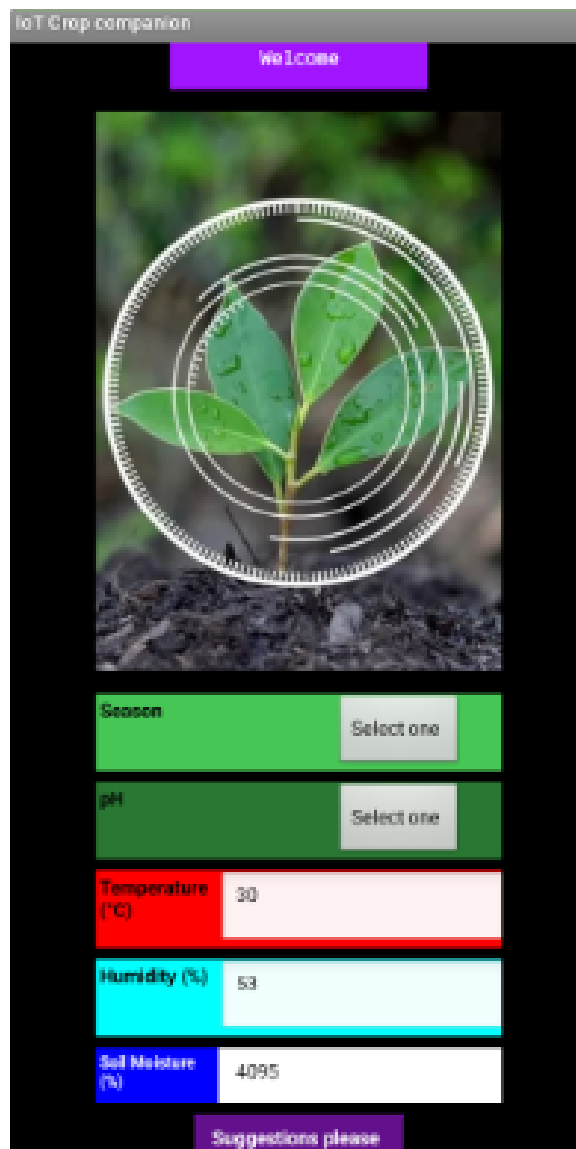 IoT Crop companion
Welcome
Season
Select one
pH
Select one
Temperature
(°C)
30
Humidity (%)
53
Soil Moisture
(%)
4095
Suggestions please